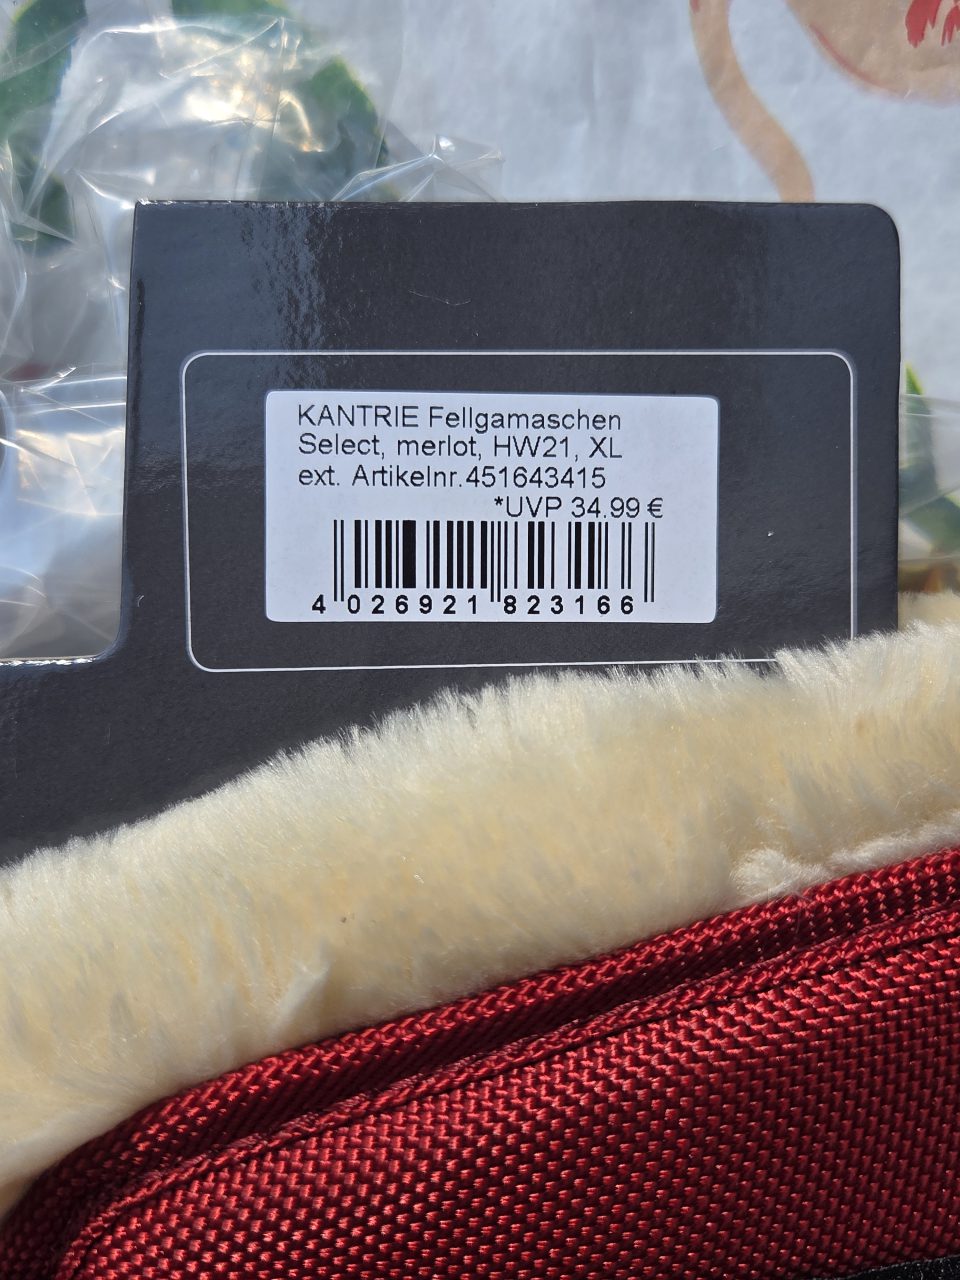 KANTRIE Fellgamaschen
Select, merlot, HW21, XL
ext. Artikelnr.451643415
*UVP 34.99 €
4 026921 823166